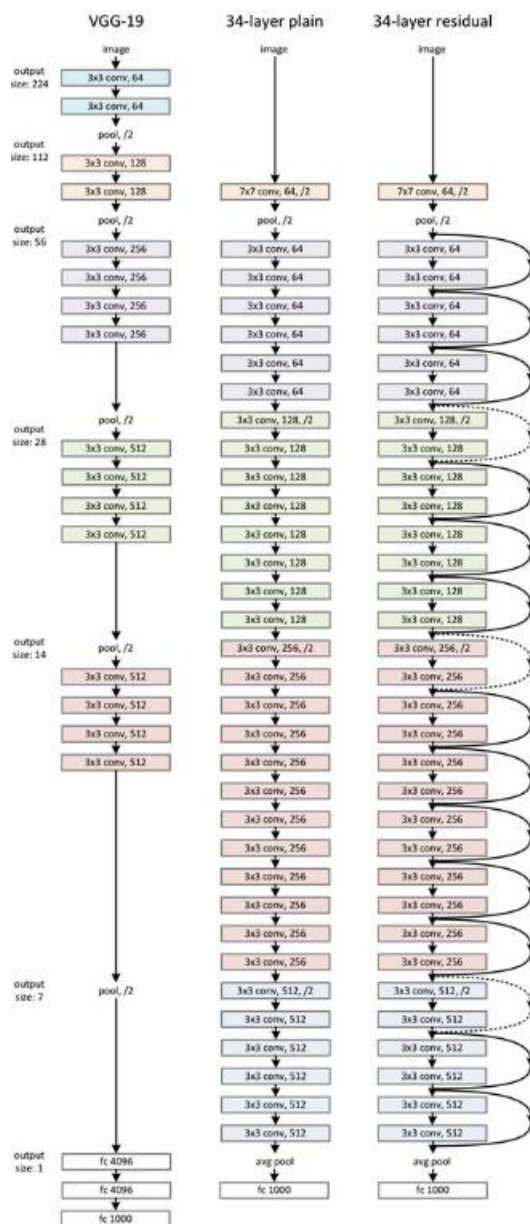 output
size: 224
output
size: 112
output
size: 56
output
size: 28
output
size: 14
output
size: 7
output
size: 1
VGG-19
image
3x3 conv, 64
3x3 conv, 64
pool, /2
3x3 conv, 128
3x3 conv, 128
pool, /2
3x3 conv, 256
3x3 conv, 256
3x3 conv, 256
3x3 conv, 256
pool, /2
3x3 conv, 512
3x3 conv, 512
3x3 conv, 512
3x3 conv, 512
pool, /2
3x3 conv, 512
3x3 conv, 512
3x3 conv, 512
3x3 conv, 512
pool, /2
fc 4096
fc 4096
fc 1000
34-layer plain
image
7x7 conv, 64, /2
pool, /2
3x3 conv, 64
3x3 conv, 64
3x3 conv, 64
3x3 conv, 64
3x3 conv, 64
3x3 conv, 64
3x3 conv, 128, /2
3x3 conv, 128
3x3 conv, 128
3x3 conv, 128
3x3 conv, 128
3x3 conv, 128
3x3 conv, 128
3x3 conv, 128
3x3 conv, 256, /2
3x3 conv, 256
3x3 conv, 256
3x3 conv, 256
3x3 conv, 256
3x3 conv, 256
3x3 conv, 256
3x3 conv, 256
3x3 conv, 256
3x3 conv, 256
3x3 conv, 256
3x3 conv, 256
3x3 conv, 512, /2
3x3 conv, 512
3x3 conv, 512
3x3 conv, 512
3x3 conv, 512
3x3 conv, 512
avg pool
fc 1000
34-layer residual
image
7x7 conv, 64, /2
pool, /2
3x3 conv, 64
3x3 conv, 64
3x3 conv, 64
3x3 conv, 64
3x3 conv, 64
3x3 conv, 64
3x3 conv, 128, /2
3x3 conv, 128
3x3 conv, 128
3x3 conv, 128
3x3 conv, 128
3x3 conv, 128
3x3 conv, 128
3x3 conv, 128
3x3 conv, 256, /2
3x3 conv, 256
3x3 conv, 256
3x3 conv, 256
3x3 conv, 256
3x3 conv, 256
3x3 conv, 256
3x3 conv, 256
3x3 conv, 256
3x3 conv, 256
3x3 conv, 256
3x3 conv, 256
3x3 conv, 512, /2
3x3 conv, 512
3x3 conv, 512
3x3 conv, 512
3x3 conv, 512
3x3 conv, 512
avg pool
fc 1000